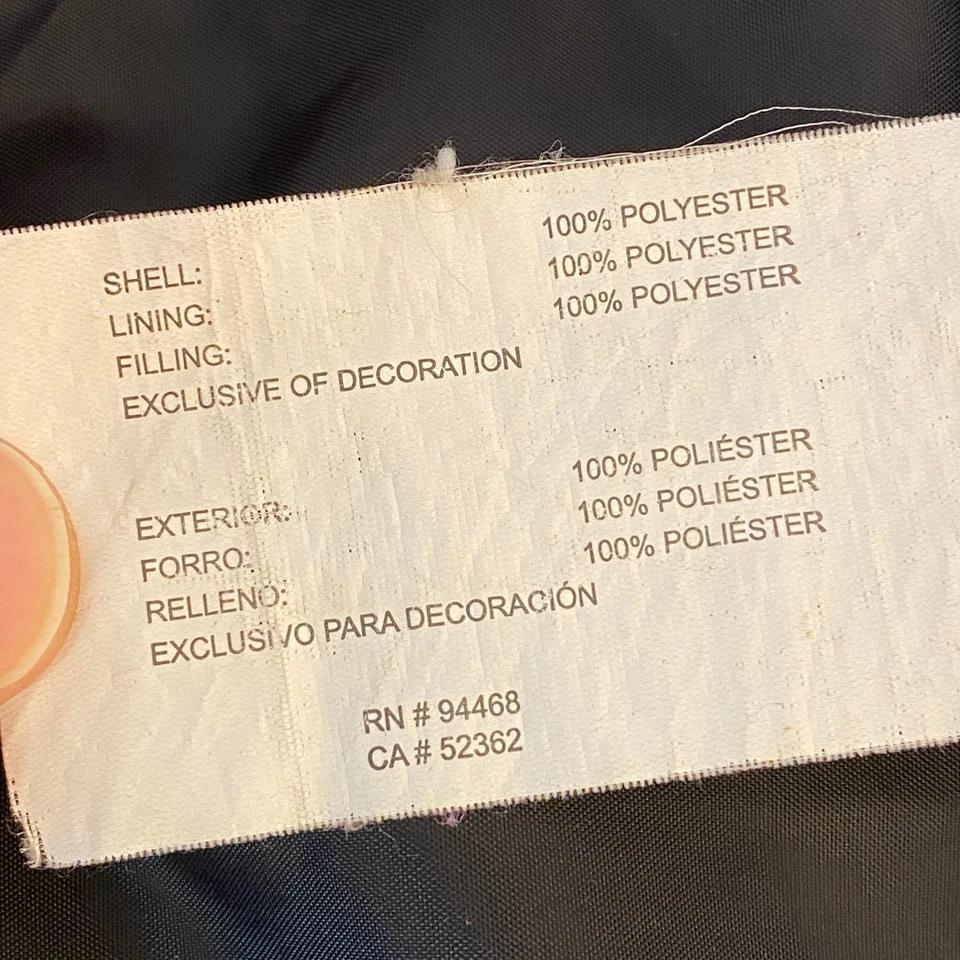 SHELL: 100% POLYESTER
LINING: 100% POLYESTER
FILLING: 100% POLYESTER
EXCLUSIVE OF DECORATION
EXTERIOR: 100% POLIÉSTER
FORRO: 100% POLIÉSTER
RELLENO: 100% POLIÉSTER
EXCLUSIVO PARA DECORACIÓN
RN # 94468
CA # 52362